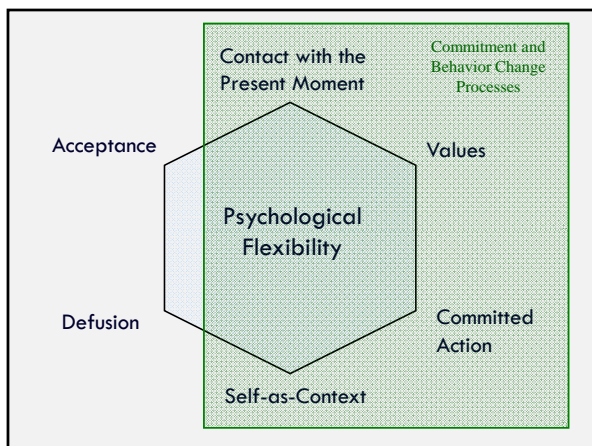 Contact with the
Present Moment
Commitment and
Behavior Change
Processes
Acceptance
Values
Psychological
Flexibility
Defusion
Committed
Action
Self-as-Context